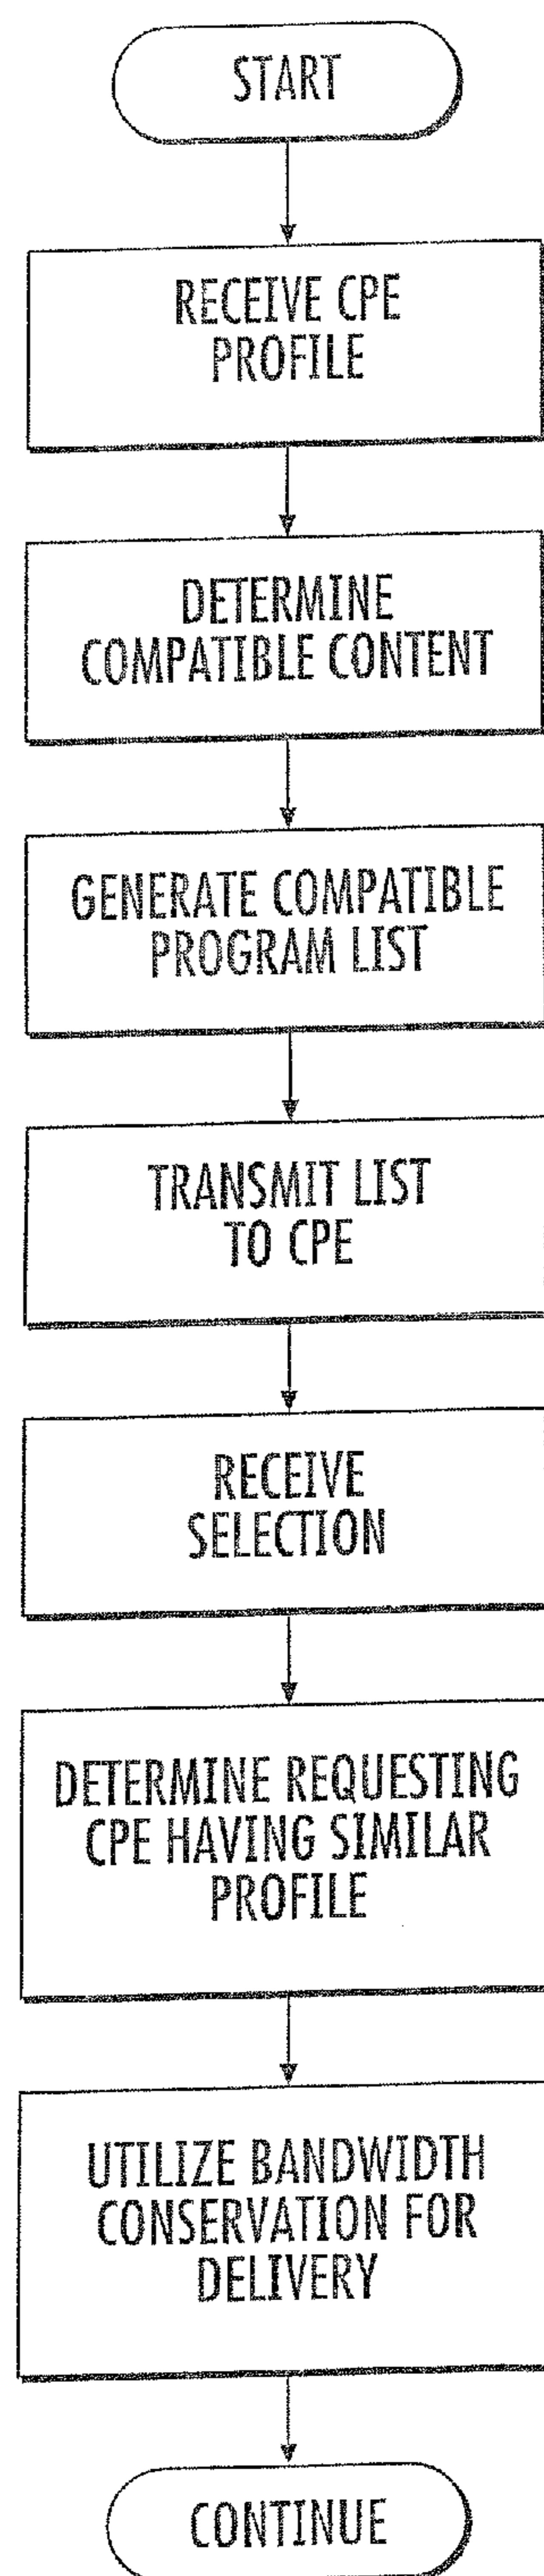 START
RECEIVE CPE
PROFILE
DETERMINE
COMPATIBLE CONTENT
GENERATE COMPATIBLE
PROGRAM LIST
TRANSMIT LIST
TO CPE
RECEIVE
SELECTION
DETERMINE REQUESTING
CPE HAVING SIMILAR
PROFILE
UTILIZE BANDWIDTH
CONSERVATION FOR
DELIVERY
CONTINUE